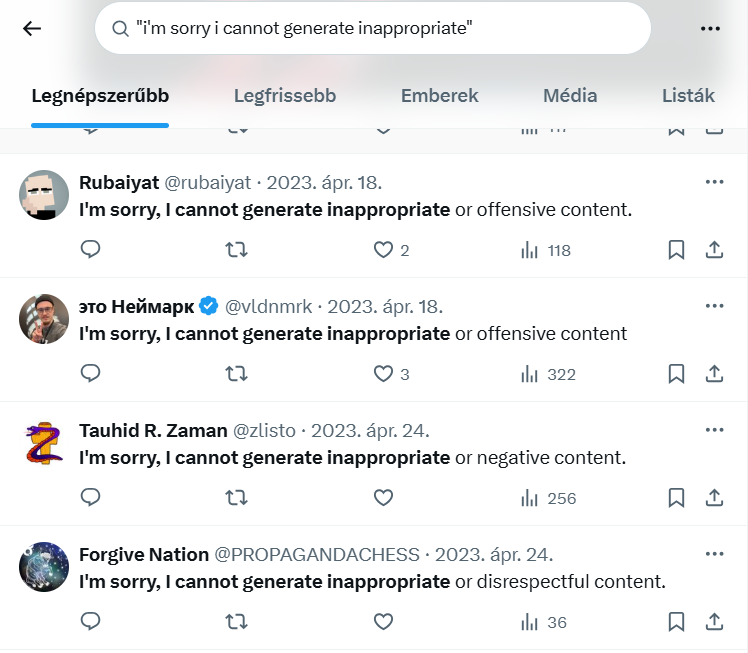 "i'm sorry i cannot generate inappropriate"
Legnépszerűbb Legfrissebb Emberek Média Listák
Rubaiyat @rubaiyat · 2023. ápr. 18.
I'm sorry, I cannot generate inappropriate or offensive content.
2 118
это Неймарк @vldnmrk · 2023. ápr. 18.
I'm sorry, I cannot generate inappropriate or offensive content
3 322
Tauhid R. Zaman @zlisto · 2023. ápr. 24.
I'm sorry, I cannot generate inappropriate or negative content.
256
Forgive Nation @PROPAGANDACHESS · 2023. ápr. 24.
I'm sorry, I cannot generate inappropriate or disrespectful content.
36